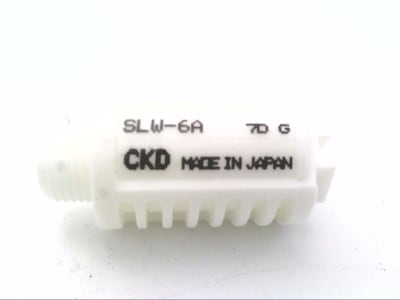 SLW-6A 7D G
CKD MADE IN JAPAN